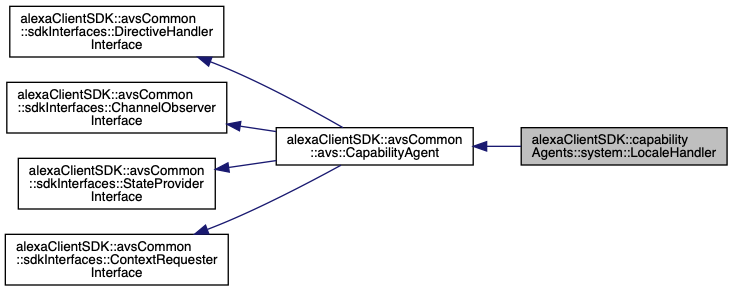 alexaClientSDK::avsCommon
::sdkInterfaces::DirectiveHandler
Interface
alexaClientSDK::avsCommon
::sdkInterfaces::ChannelObserver
Interface
alexaClientSDK::avsCommon
::avs::CapabilityAgent
alexaClientSDK::capability
Agents::system::LocaleHandler
alexaClientSDK::avsCommon
::sdkInterfaces::StateProvider
Interface
alexaClientSDK::avsCommon
::sdkInterfaces::ContextRequester
Interface